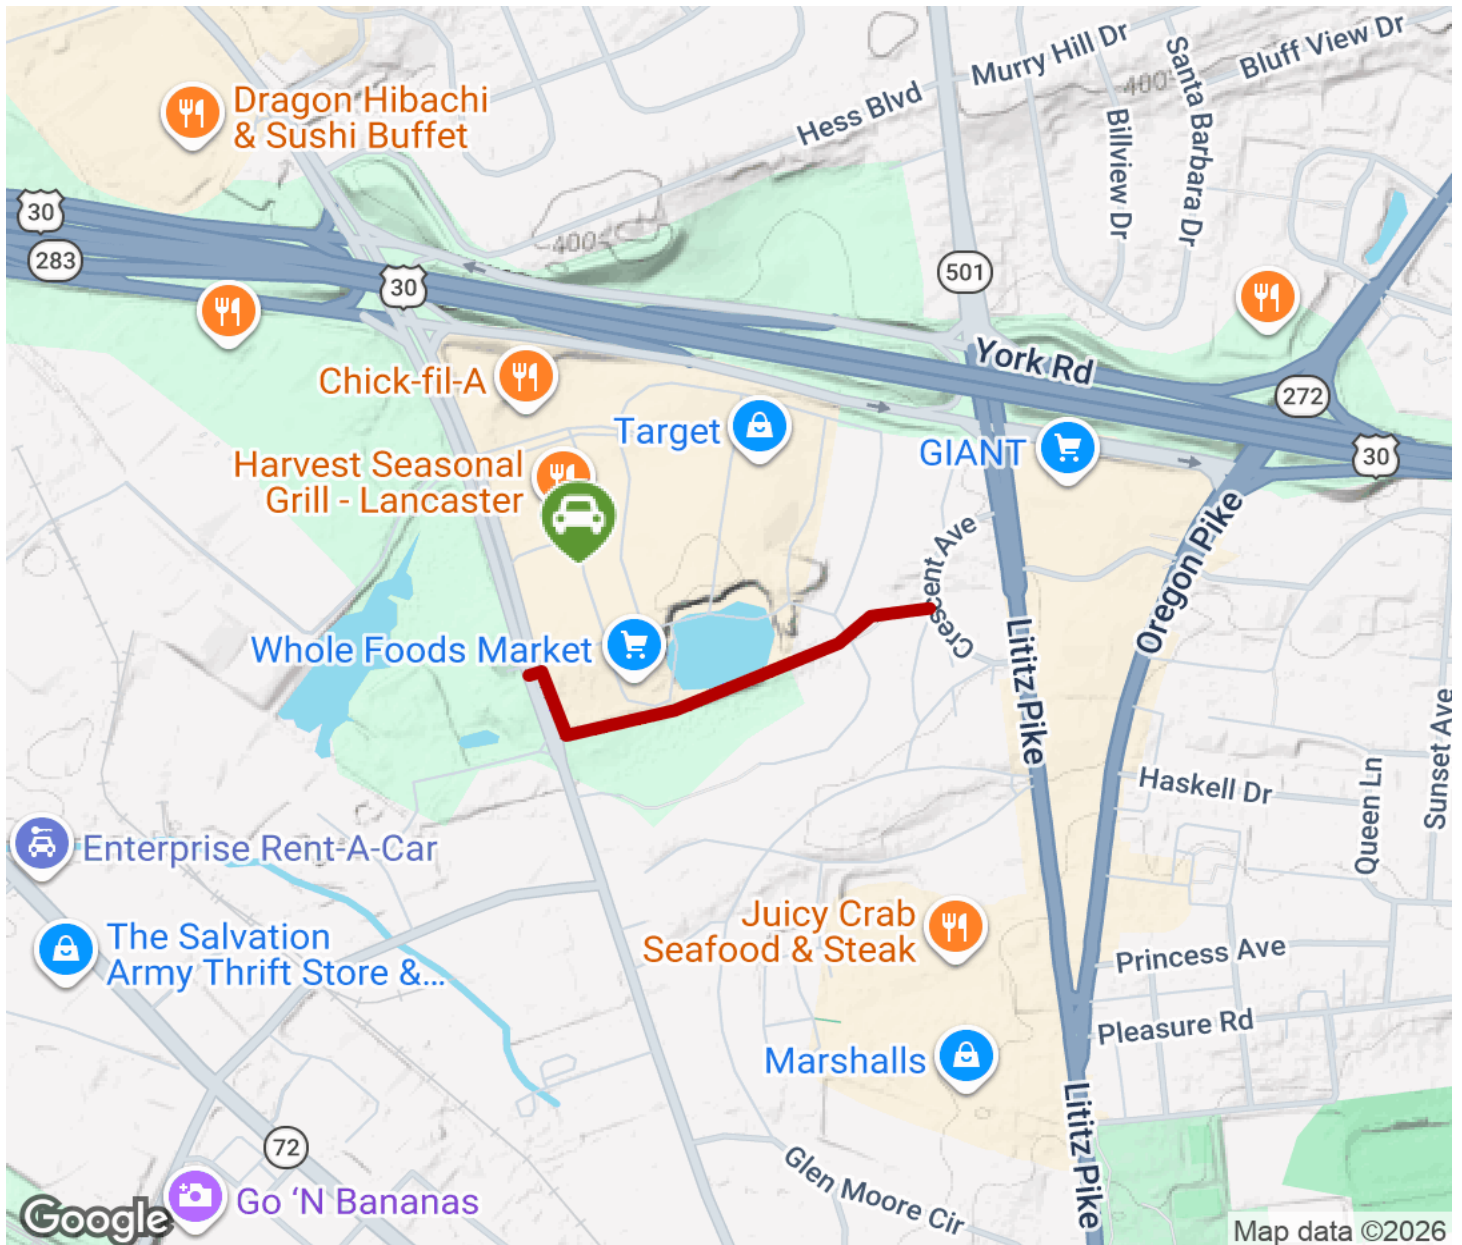 Dragon Hibachi
& Sushi Buffet
Hess Blvd
Murry Hill Dr
Santa Barbara Dr
Bluff View Dr
Billview Dr
400
400
30
283
30
501
York Rd
272
30
Chick-fil-A
Target
GIANT
Harvest Seasonal
Grill - Lancaster
Crescent Ave
Oregon Pike
Whole Foods Market
Lititz Pike
Haskell Dr
Queen Ln
Sunset Ave
Enterprise Rent-A-Car
Juicy Crab
Seafood & Steak
The Salvation
Army Thrift Store &...
Princess Ave
Pleasure Rd
Marshalls
Lititz Pike
72
Glen Moore Cir
Go ‘N Bananas
Google
Map data ©2026